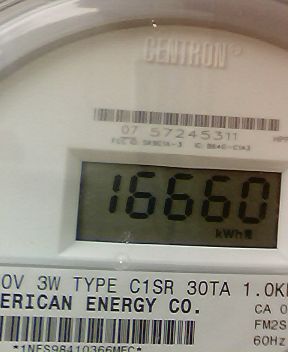 CENTRON®
07 57245311
16660
kWh
0V 3W TYPE C1SR 30TA 1.0K
ERICAN ENERGY CO.
CA 0
FM2S
60Hz
*1NFS98410366MFC*